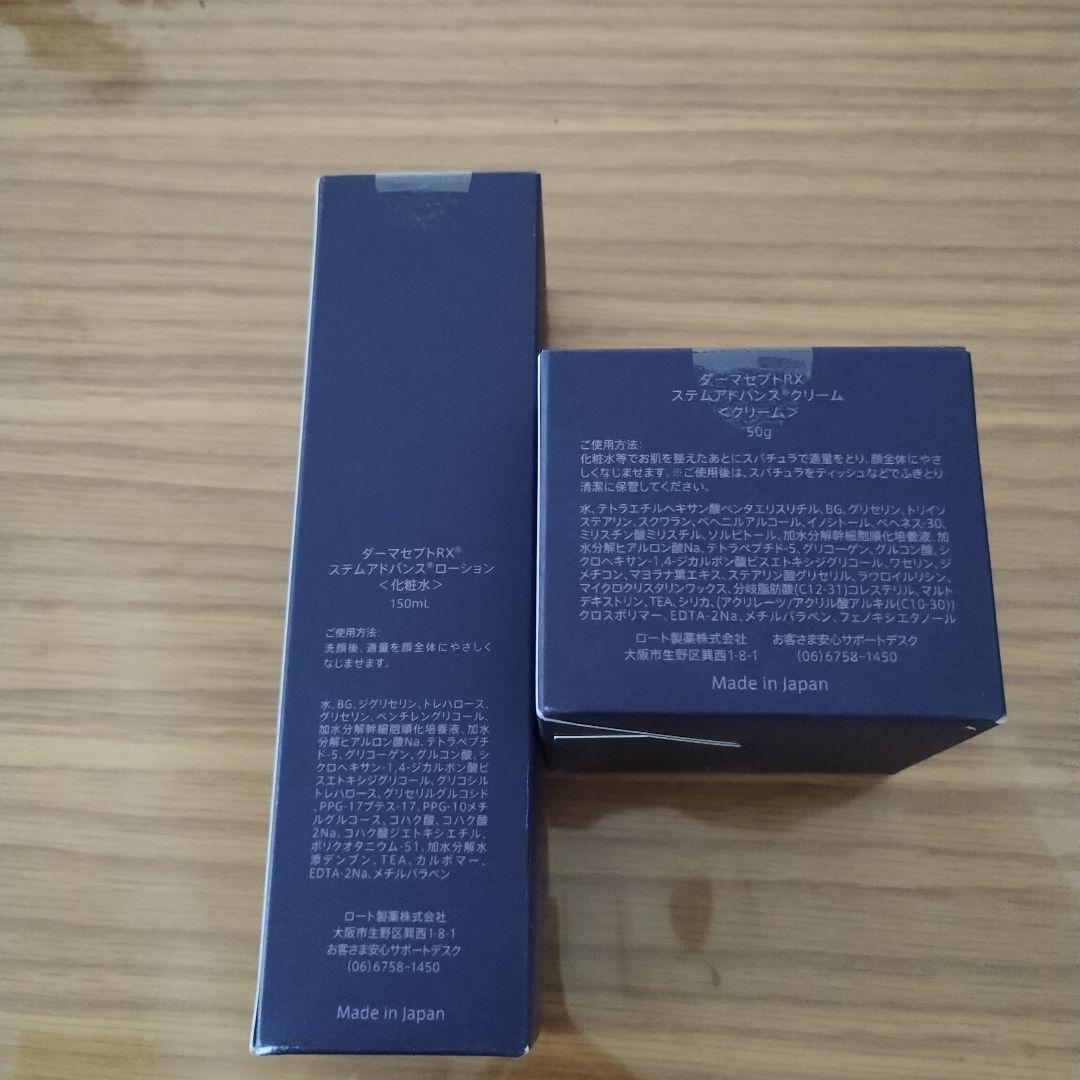 ダーマセプトRX®
ステムアドバンス®ローション
＜化粧水＞
150mL
ご使用方法:
洗顔後、適量を顔全体にやさしく
なじませます。
水、BG、ジグリセリン、トレハロース、
グリセリン、ペンチレングリコール、
加水分解幹細胞順化培養液、加水
分解ヒアルロン酸Na、テトラペプチ
ド-5、グリコーゲン、グルコン酸、シ
クロヘキサン-1,4-ジカルボン酸ビ
スエトキシジグリコール、グリコシル
トレハロース、グリセリルグルコシド
、PPG-17ブテス-17、PPG-10メチ
ルグルコース、コハク酸、コハク酸
2Na、コハク酸ジエトキシエチル、
ポリクオタニウム-51、加水分解水
添デンプン、TEA、カルボマー、
EDTA-2Na、メチルパラベン
ロート製薬株式会社
大阪市生野区巽西1-8-1
お客さま安心サポートデスク
(06)6758-1450
Made in Japan
ダーマセプトRX®
ステムアドバンス®クリーム
＜クリーム＞
50g
ご使用方法:
化粧水等でお肌を整えたあとにスパチュラで適量をとり、顔全体にやさ
しくなじませます。※ご使用後は、スパチュラをティッシュなどでふきとり
清潔に保管してください。
水、テトラエチルヘキサン酸ペンタエリスリチル、BG、グリセリン、トリイソ
ステアリン、スクワラン、ベヘニルアルコール、イノシトール、ベヘネス-30、
ミリスチン酸ミリスチル、ソルビトール、加水分解幹細胞順化培養液、加
水分解ヒアルロン酸Na、テトラペプチド-5、グリコーゲン、グルコン酸、シ
クロヘキサン-1,4-ジカルボン酸ビスエトキシジグリコール、ワセリン、ジ
メチコン、マヨラナ葉エキス、ステアリン酸グリセリル、ラウロイルリシン、
マイクロクリスタリンワックス、分岐脂肪酸(C12-31)コレステリル、マルト
デキストリン、TEA、シリカ、(アクリレーツ/アクリル酸アルキル(C10-30))
クロスポリマー、EDTA-2Na、メチルパラベン、フェノキシエタノール
ロート製薬株式会社 お客さま安心サポートデスク
大阪市生野区巽西1-8-1 (06)6758-1450
Made in Japan